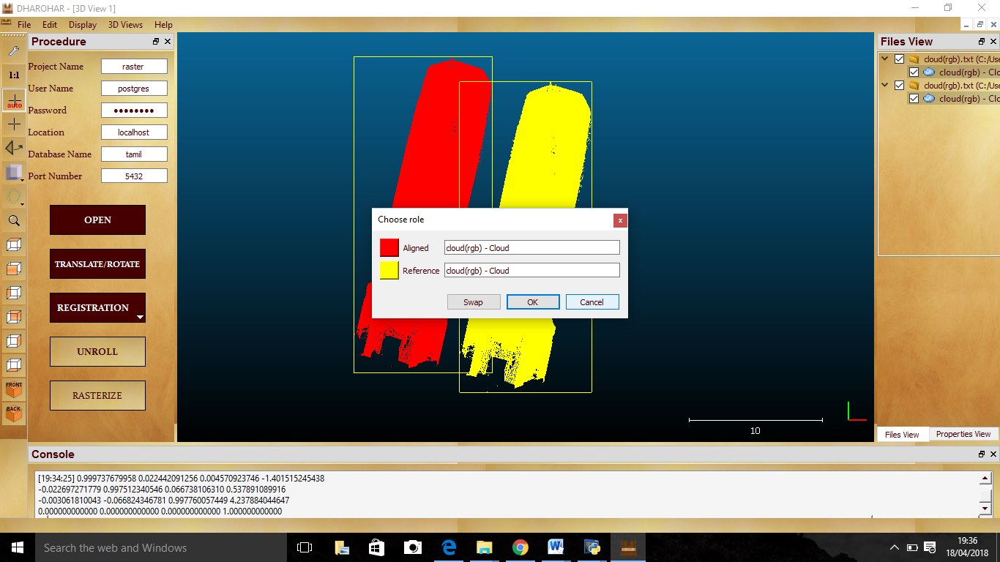 DHAROHAR - [3D View 1]
File Edit Display 3D Views Help
Procedure
Project Name raster
User Name postgres
Password ●●●●●●●●
Location localhost
Database Name tamil
Port Number 5432
OPEN
TRANSLATE/ROTATE
REGISTRATION
UNROLL
RASTERIZE
1:1
auto
FRONT
BACK
Choose role
x
Aligned cloud(rgb) - Cloud
Reference cloud(rgb) - Cloud
Swap OK Cancel
10
Files View
cloud(rgb).txt (C:/Use
cloud(rgb) - Clo
cloud(rgb).txt (C:/Use
cloud(rgb) - Clo
Files View Properties View
Console
[19:34:25] 0.999737679958 0.022442091256 0.004570923746 -1.401515245438
-0.022697271779 0.997512340546 0.066738106310 0.537891089916
-0.003061810043 -0.066824346781 0.997760057449 4.237884044647
0.000000000000 0.000000000000 0.000000000000 1.000000000000
Search the web and Windows
19:36
18/04/2018